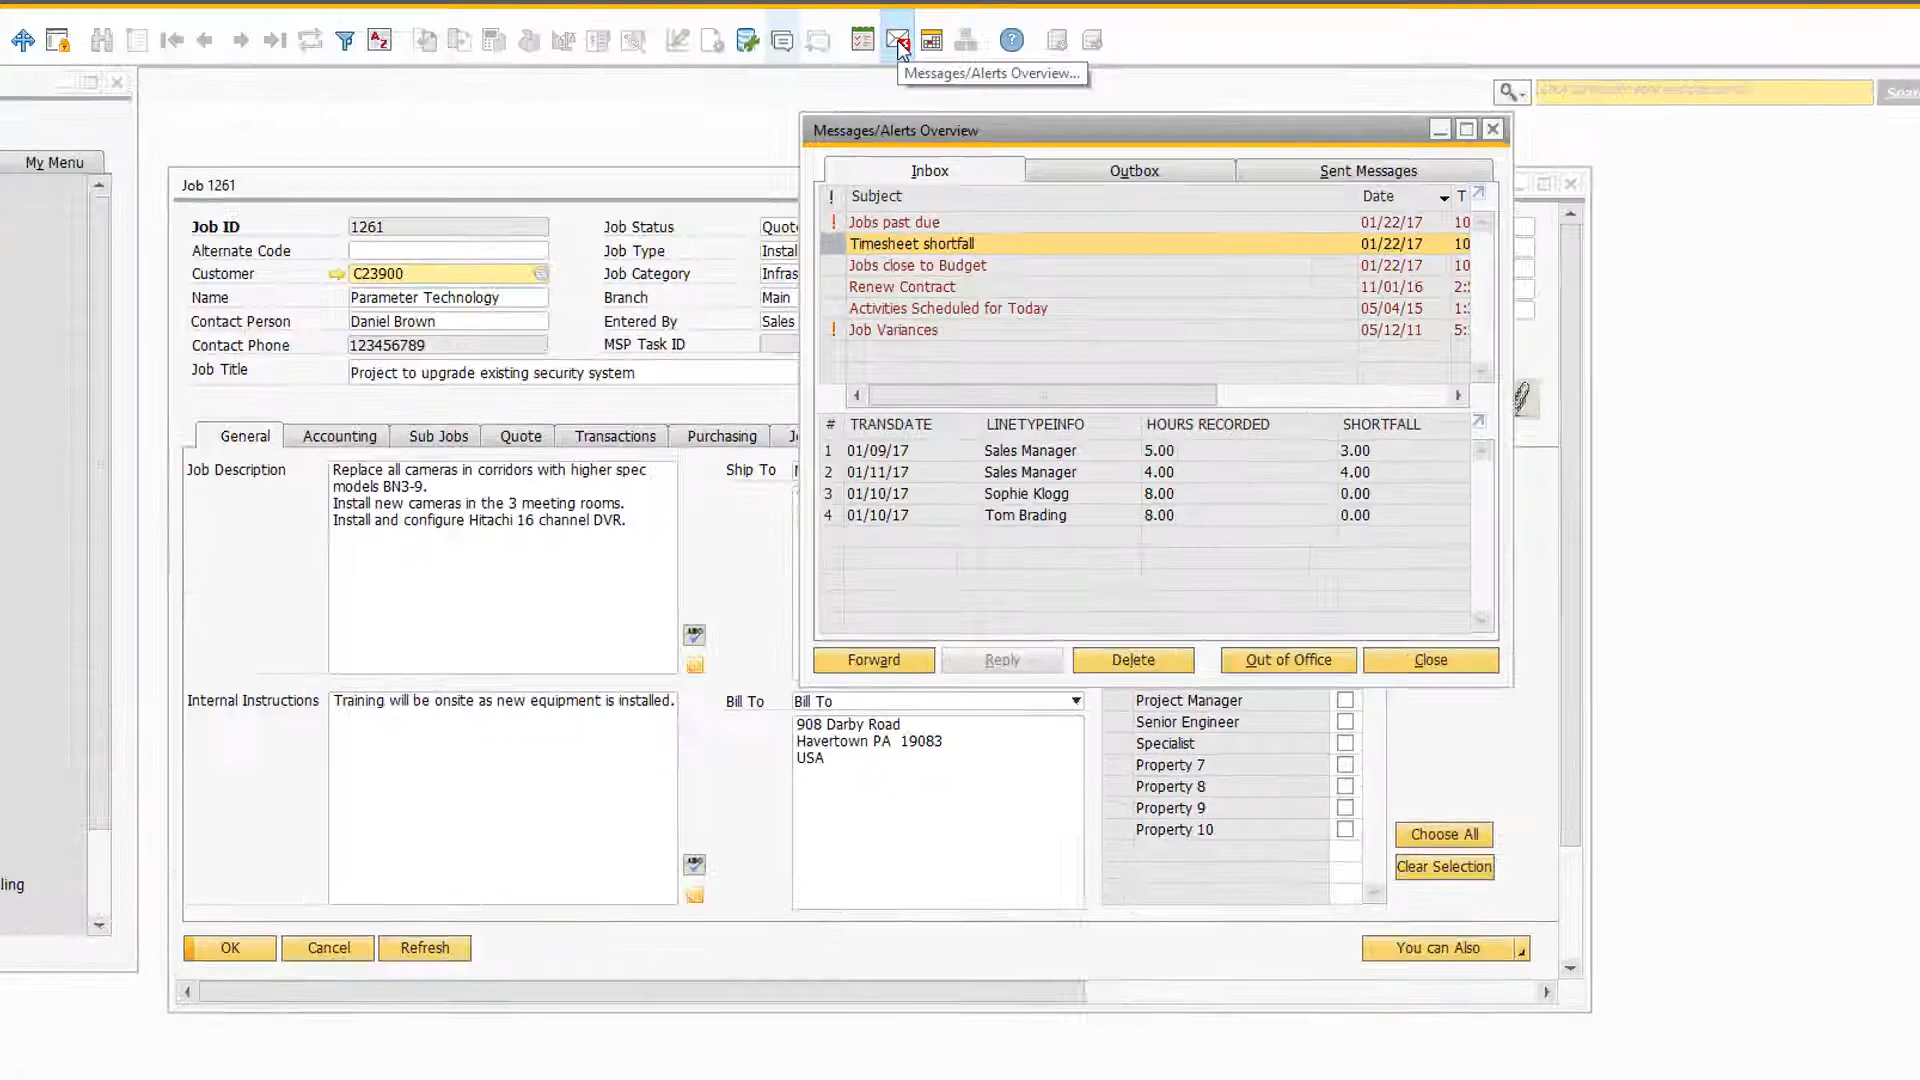 Messages/Alerts Overview...
My Menu
ling
Job 1261
Job ID 1261
Alternate Code
Customer C23900
Name Parameter Technology
Contact Person Daniel Brown
Contact Phone 123456789
Job Title Project to upgrade existing security system
Job Status Quot
Job Type Instal
Job Category Infras
Branch Main
Entered By Sales
MSP Task ID
General Accounting Sub Jobs Quote Transactions Purchasing
Job Description
Replace all cameras in corridors with higher spec
models BN3-9.
Install new cameras in the 3 meeting rooms.
Install and configure Hitachi 16 channel DVR.
Ship To
Internal Instructions
Training will be onsite as new equipment is installed.
Bill To Bill To
908 Darby Road
Havertown PA 19083
USA
Project Manager
Senior Engineer
Specialist
Property 7
Property 8
Property 9
Property 10
Choose All
Clear Selection
OK Cancel Refresh
You can Also
Messages/Alerts Overview
Inbox Outbox Sent Messages
! Subject Date T
! Jobs past due 01/22/17 10
Timesheet shortfall 01/22/17 10
Jobs close to Budget 01/22/17 10
Renew Contract 11/01/16 2:
Activities Scheduled for Today 05/04/15 1:
! Job Variances 05/12/11 5:
# TRANSDATE LINETYPEINFO HOURS RECORDED SHORTFALL
1 01/09/17 Sales Manager 5.00 3.00
2 01/11/17 Sales Manager 4.00 4.00
3 01/10/17 Sophie Klogg 8.00 0.00
4 01/10/17 Tom Brading 8.00 0.00
Forward Reply Delete Out of Office Close